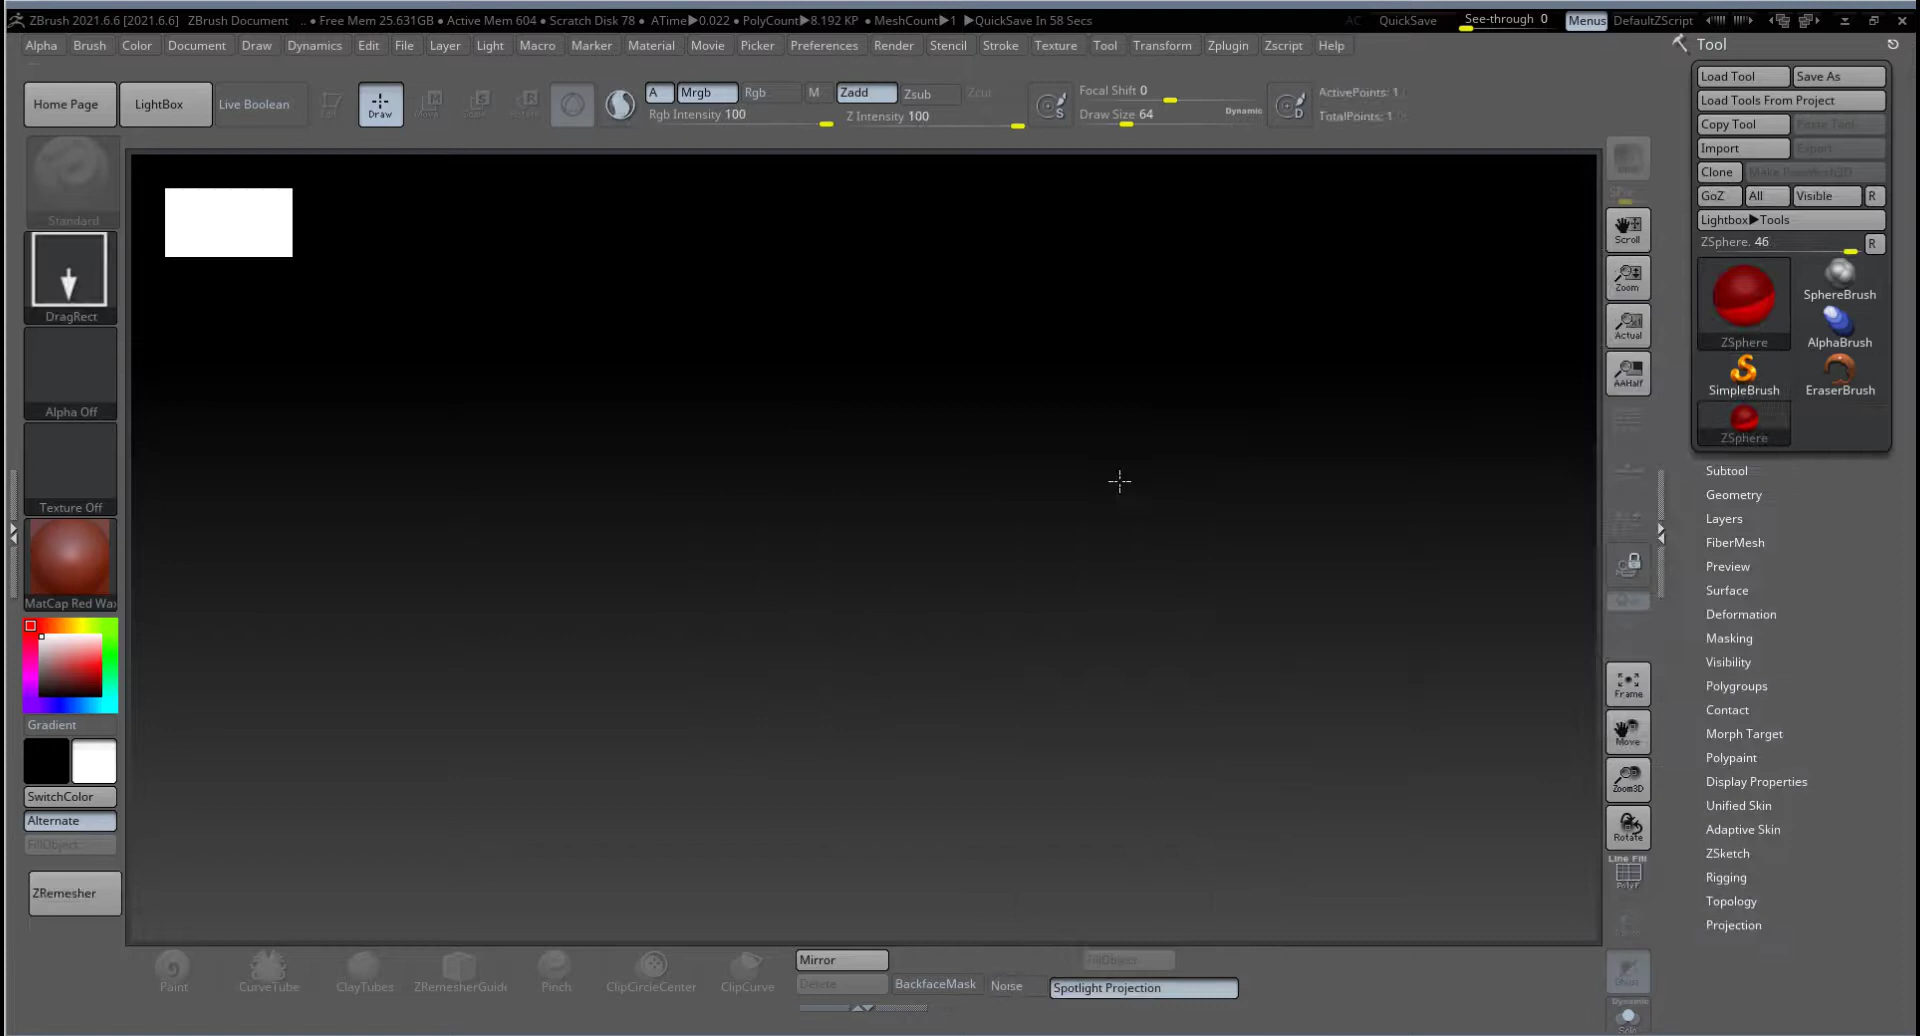 ZBrush 2021.6.6 [2021.6.6] ZBrush Document .. ● Free Mem 25.631GB ● Active Mem 604 ● Scratch Disk 78 ● ATime▶0.022 ● PolyCount▶8.192 KP ● MeshCount▶1 ▶QuickSave In 58 Secs AC QuickSave See-through 0 Menus DefaultZScript
Alpha Brush Color Document Draw Dynamics Edit File Layer Light Macro Marker Material Movie Picker Preferences Render Stencil Stroke Texture Tool Transform Zplugin Zscript Help
Home Page LightBox Live Boolean Edit Draw Move Scale Rotate
A Mrgb Rgb M Zadd Zsub Zcut
Rgb Intensity 100 Z Intensity 100
S
Focal Shift 0
Draw Size 64 Dynamic
D
ActivePoints: 1
TotalPoints: 1
Standard
DragRect
Alpha Off
Texture Off
MatCap Red Wax
Gradient
SwitchColor
Alternate
FillObject
ZRemesher
Scroll
Zoom
Actual
AAHalf
Frame
Move
Zoom3D
Rotate
Line Fill
PolyF
Dynamic
Solo
Tool
Load Tool Save As
Load Tools From Project
Copy Tool Paste Tool
Import Export
Clone Make PolyMesh3D
GoZ All Visible R
Lightbox▶Tools
ZSphere. 46 R
ZSphere
SphereBrush
AlphaBrush
SimpleBrush
EraserBrush
ZSphere
Subtool
Geometry
Layers
FiberMesh
Preview
Surface
Deformation
Masking
Visibility
Polygroups
Contact
Morph Target
Polypaint
Display Properties
Unified Skin
Adaptive Skin
ZSketch
Rigging
Topology
Projection
Paint CurveTube ClayTubes ZRemesherGuide Pinch ClipCircleCenter ClipCurve
Mirror FillObject
Delete BackfaceMask Noise Spotlight Projection